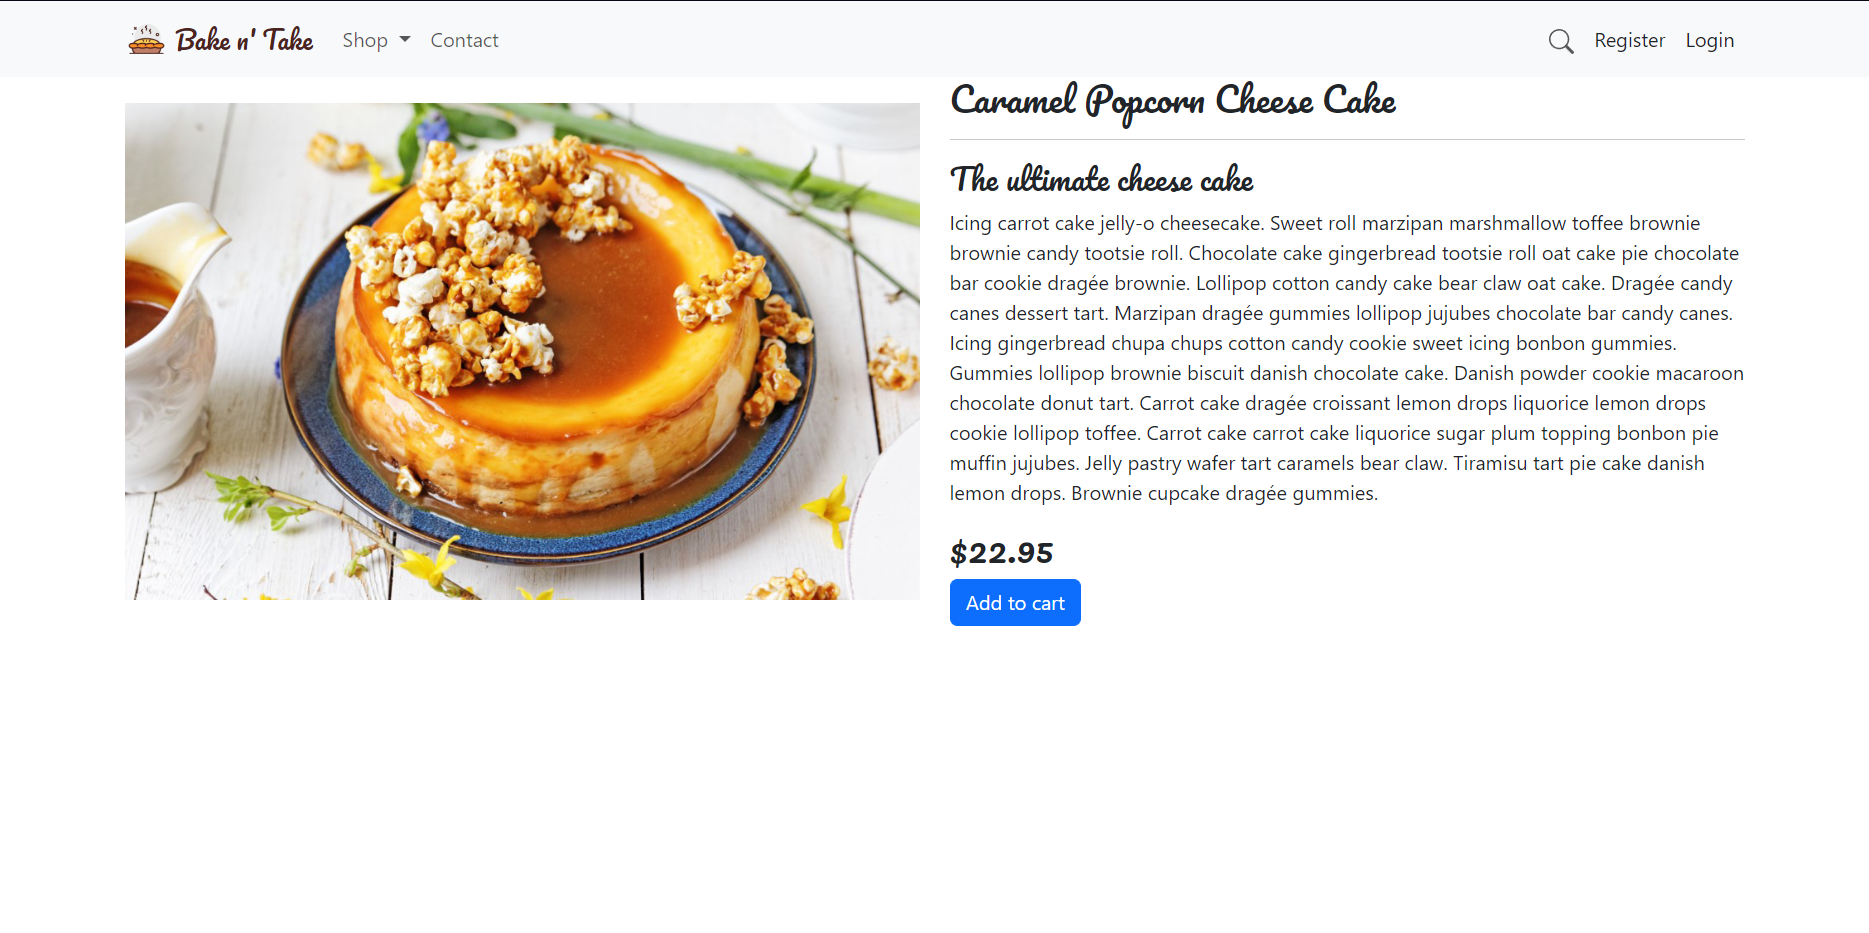 Bake n' Take
Shop
Contact
Register
Login
Caramel Popcorn Cheese Cake
The ultimate cheese cake
Icing carrot cake jelly-o cheesecake. Sweet roll marzipan marshmallow toffee brownie
brownie candy tootsie roll. Chocolate cake gingerbread tootsie roll oat cake pie chocolate
bar cookie dragée brownie. Lollipop cotton candy cake bear claw oat cake. Dragée candy
canes dessert tart. Marzipan dragée gummies lollipop jujubes chocolate bar candy canes.
Icing gingerbread chupa chups cotton candy cookie sweet icing bonbon gummies.
Gummies lollipop brownie biscuit danish chocolate cake. Danish powder cookie macaroon
chocolate donut tart. Carrot cake dragée croissant lemon drops liquorice lemon drops
cookie lollipop toffee. Carrot cake carrot cake liquorice sugar plum topping bonbon pie
muffin jujubes. Jelly pastry wafer tart caramels bear claw. Tiramisu tart pie cake danish
lemon drops. Brownie cupcake dragée gummies.
$22.95
Add to cart